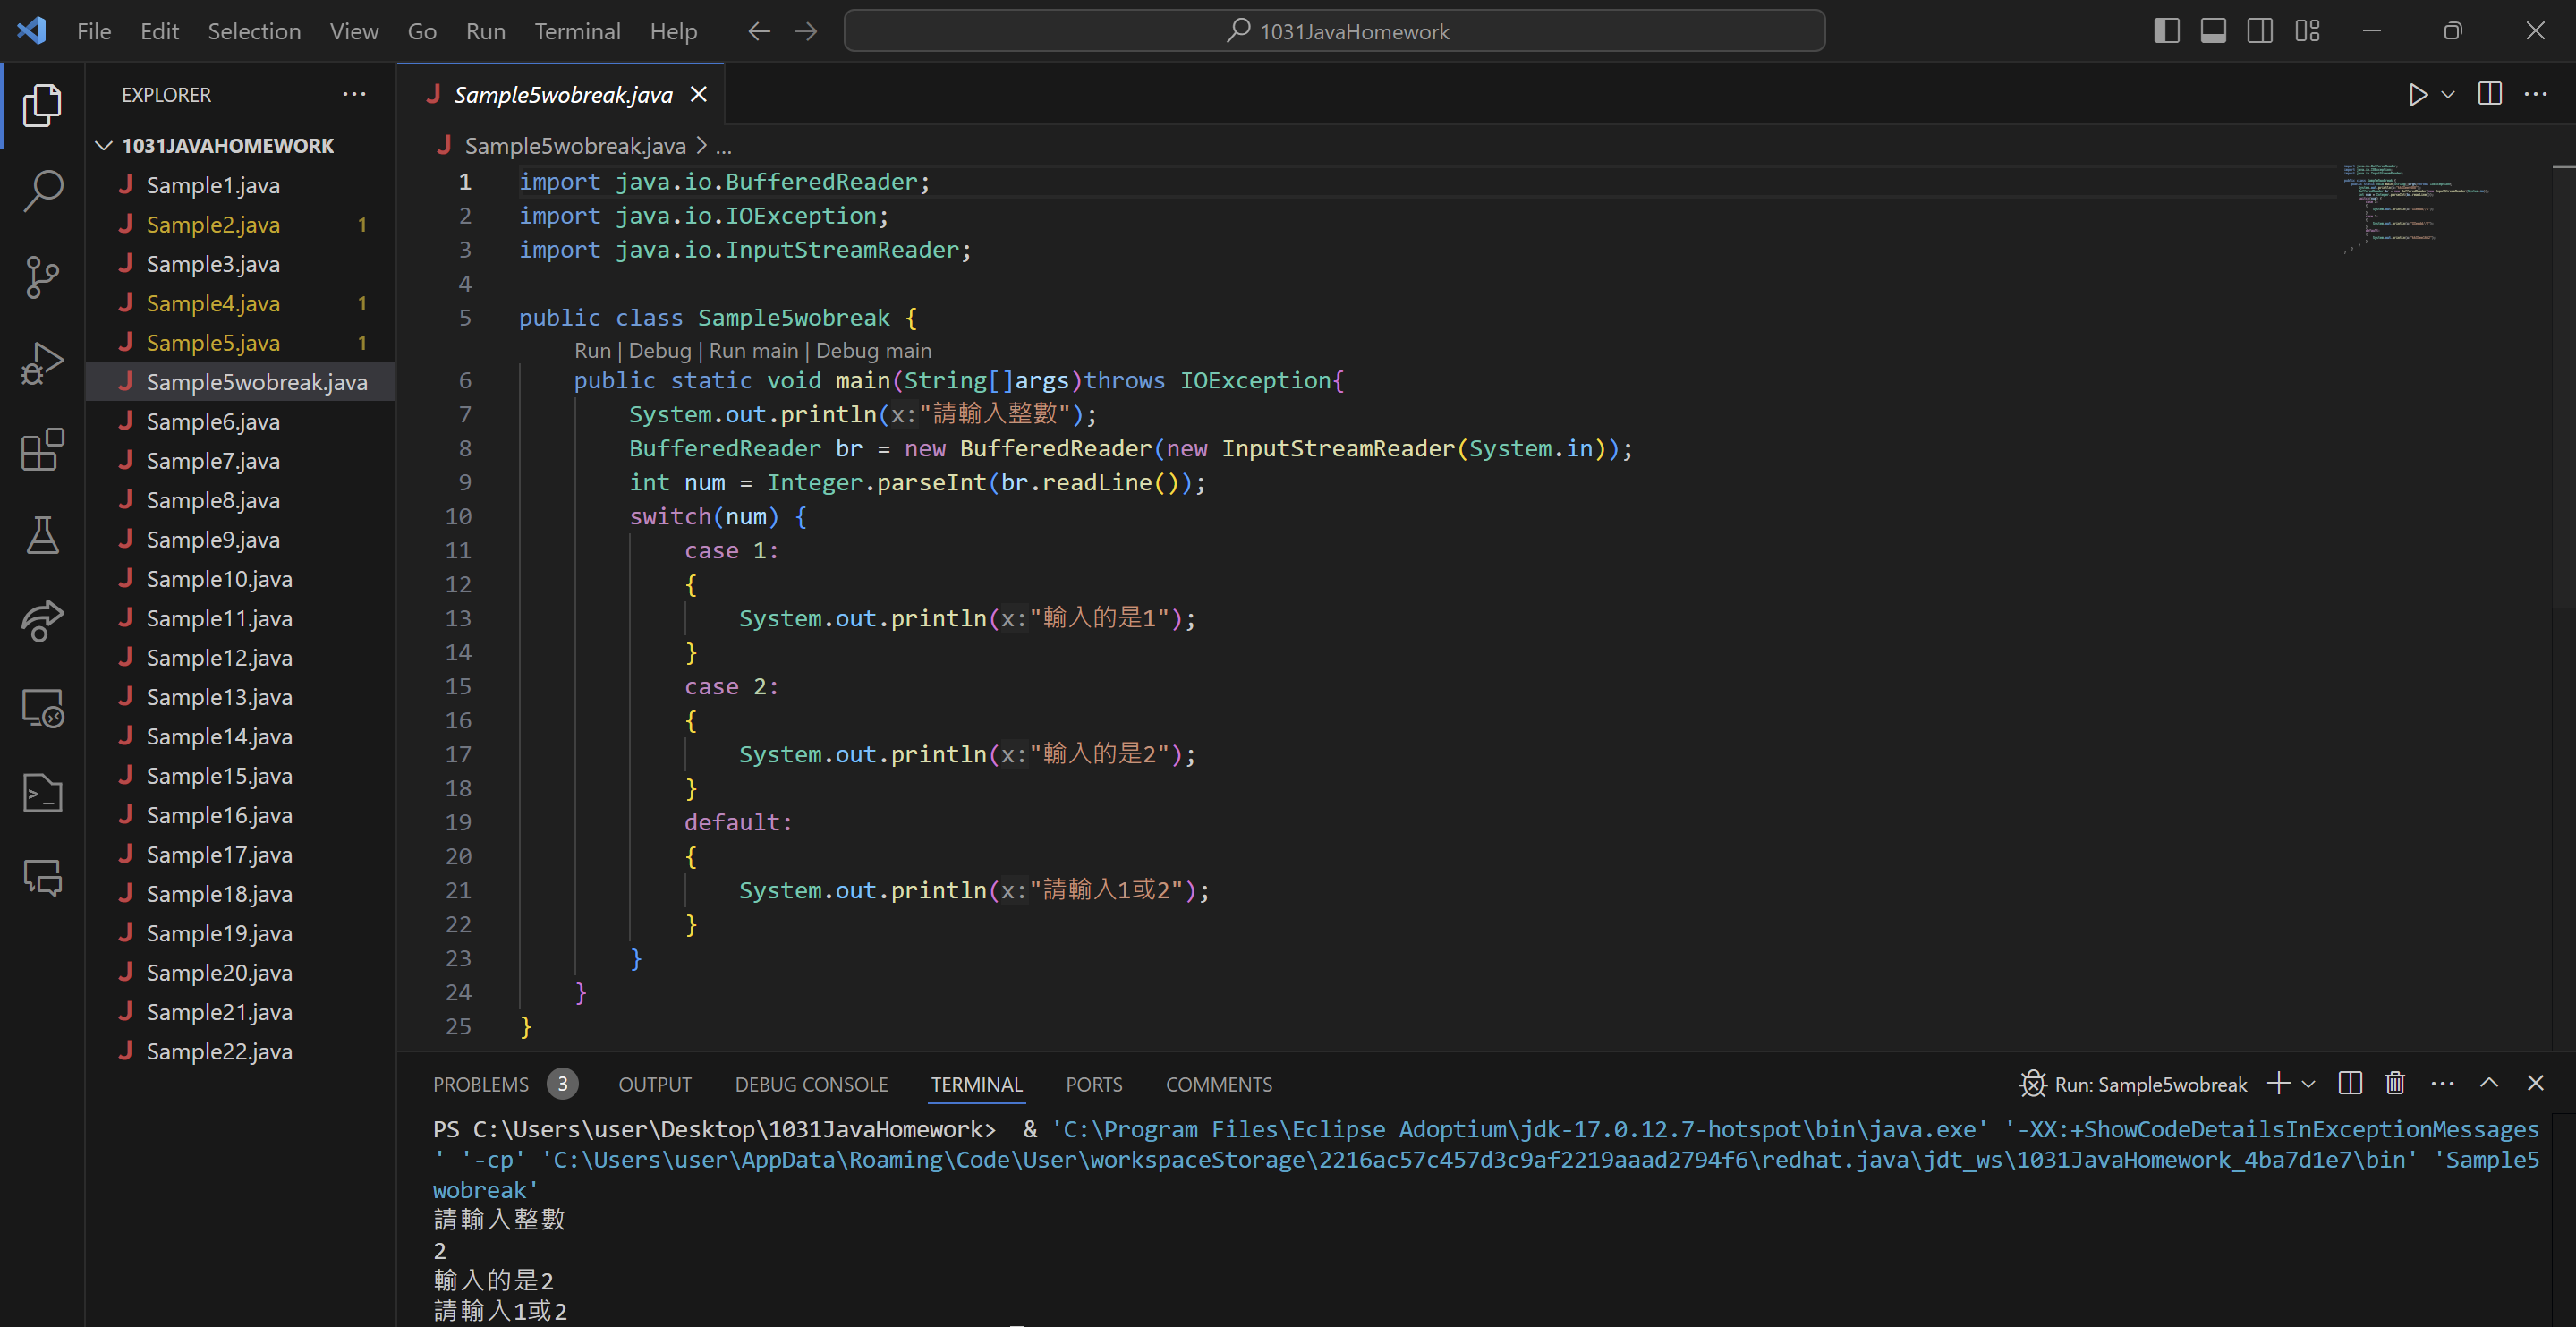 File Edit Selection View Go Run Terminal Help
1031JavaHomework
EXPLORER
1031JAVAHOMEWORK
Sample1.java
Sample2.java 1
Sample3.java
Sample4.java 1
Sample5.java 1
Sample5wobreak.java
Sample6.java
Sample7.java
Sample8.java
Sample9.java
Sample10.java
Sample11.java
Sample12.java
Sample13.java
Sample14.java
Sample15.java
Sample16.java
Sample17.java
Sample18.java
Sample19.java
Sample20.java
Sample21.java
Sample22.java
Sample5wobreak.java
Sample5wobreak.java > ...
1 import java.io.BufferedReader;
2 import java.io.IOException;
3 import java.io.InputStreamReader;
4
5 public class Sample5wobreak {
Run | Debug | Run main | Debug main
6 public static void main(String[]args)throws IOException{
7 System.out.println(x:"請輸入整數");
8 BufferedReader br = new BufferedReader(new InputStreamReader(System.in));
9 int num = Integer.parseInt(br.readLine());
10 switch(num) {
11 case 1:
12 {
13 System.out.println(x:"輸入的是1");
14 }
15 case 2:
16 {
17 System.out.println(x:"輸入的是2");
18 }
19 default:
20 {
21 System.out.println(x:"請輸入1或2");
22 }
23 }
24 }
25 }
PROBLEMS 3 OUTPUT DEBUG CONSOLE TERMINAL PORTS COMMENTS
Run: Sample5wobreak
PS C:\Users\user\Desktop\1031JavaHomework>  & 'C:\Program Files\Eclipse Adoptium\jdk-17.0.12.7-hotspot\bin\java.exe' '-XX:+ShowCodeDetailsInExceptionMessages
' '-cp' 'C:\Users\user\AppData\Roaming\Code\User\workspaceStorage\2216ac57c457d3c9af2219aaad2794f6\redhat.java\jdt_ws\1031JavaHomework_4ba7d1e7\bin' 'Sample5
wobreak'
請輸入整數
2
輸入的是2
請輸入1或2